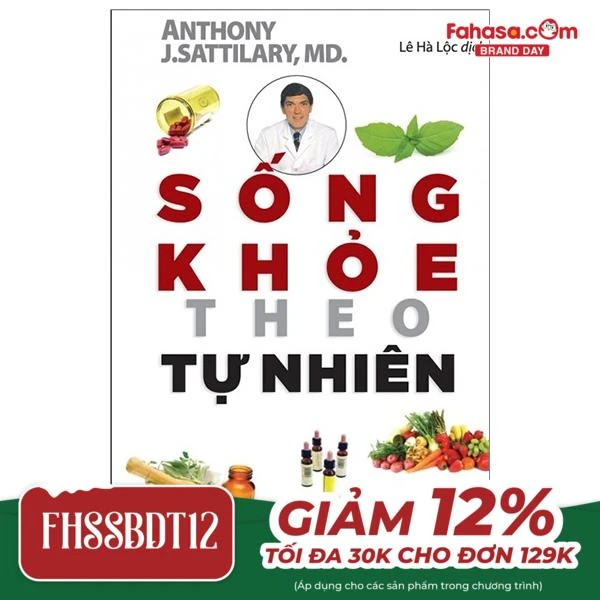 ANTHONY
J.SATTILARY, MD.
Fahasa.com
BRAND DAY
Lê Hà Lộc dịch
SỐNG
KHỎE
THEO
TỰ NHIÊN
FHSSBDT12
GIẢM 12%
TỐI ĐA 30K CHO ĐƠN 129K
(Áp dụng cho các sản phẩm trong chương trình)